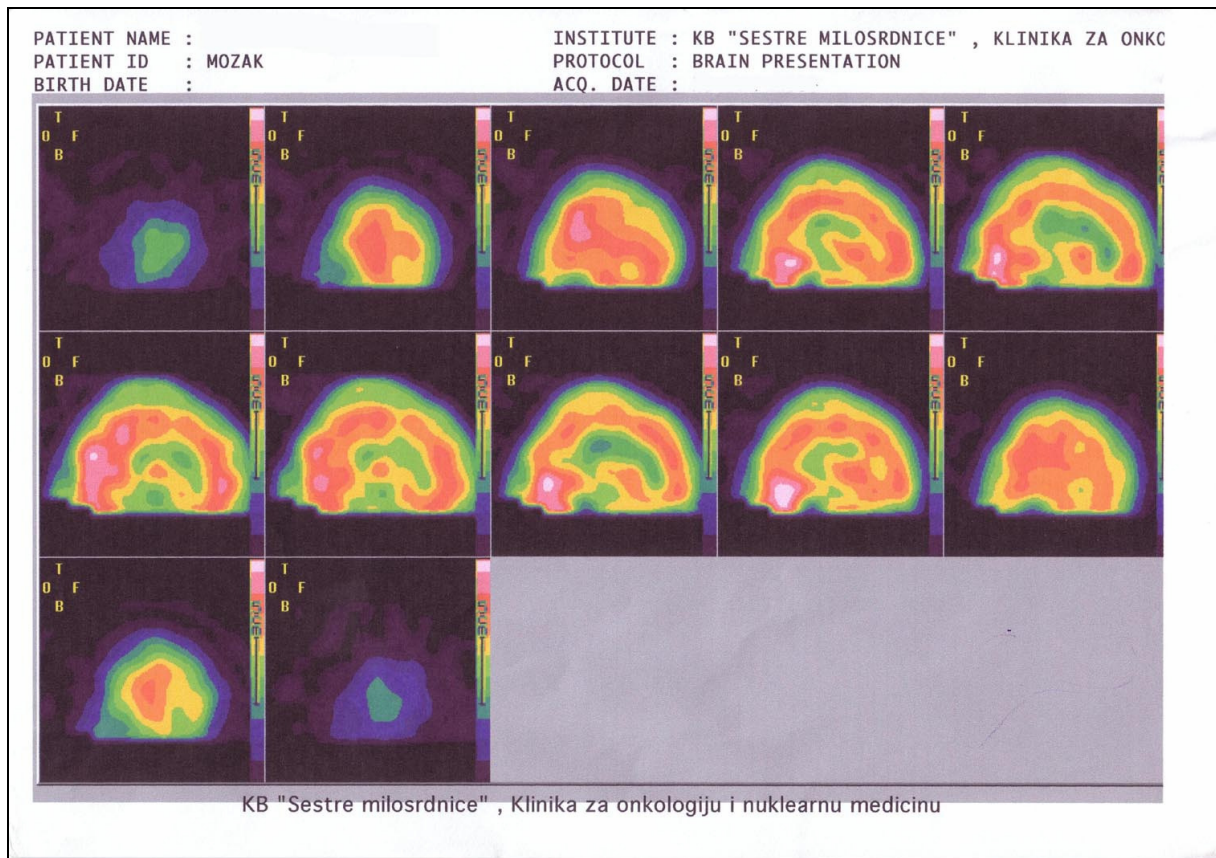 PATIENT NAME :
PATIENT ID : MOZAK
BIRTH DATE :
INSTITUTE : KB "SESTRE MILOSRDNICE" , KLINIKA ZA ONKO
PROTOCOL : BRAIN PRESENTATION
ACQ. DATE :
T
O F
B
T
O F
B
T
O F
B
T
O F
B
T
O F
B
T
O F
B
T
O F
B
T
O F
B
T
O F
B
T
O F
B
T
O F
B
T
O F
B
KB "Sestre milosrdnice" , Klinika za onkologiju i nuklearnu medicinu